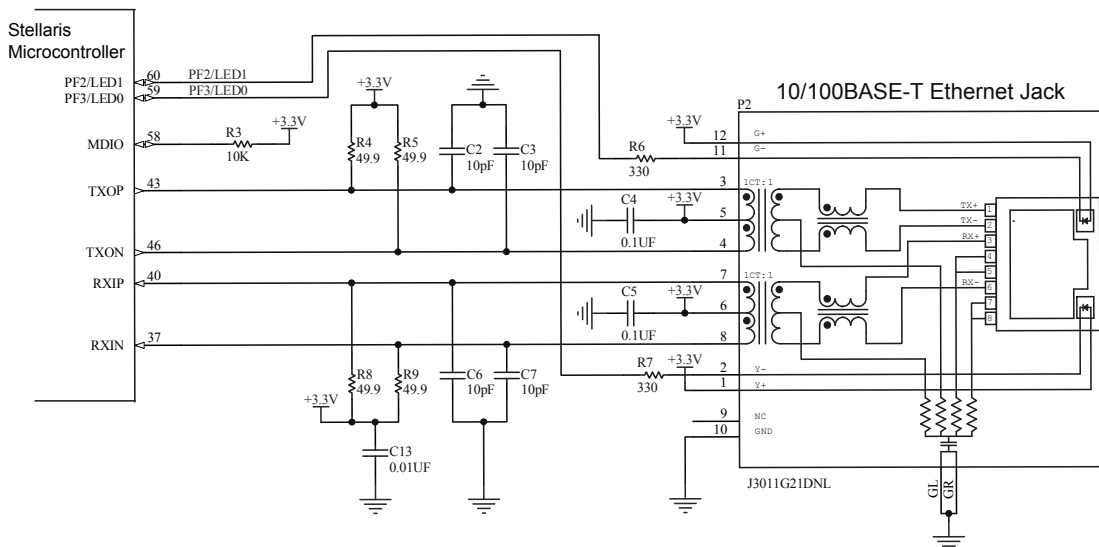 Stellaris
Microcontroller
PF2/LED1
60
PF2/LED1
PF3/LED0
59
PF3/LED0
MDIO
58
R3
10K
+3.3V
TXOP
43
TXON
46
RXIP
40
RXIN
37
+3.3V
R4
49.9
R5
49.9
C2
10pF
C3
10pF
R6
330
C4
0.1UF
+3.3V
C5
0.1UF
+3.3V
R7
330
+3.3V
R8
49.9
R9
49.9
C6
10pF
C7
10pF
+3.3V
C13
0.01UF
10/100BASE-T Ethernet Jack
P2
+3.3V
12
G+
11
G-
3
1CT:1
5
4
7
1CT:1
6
8
2
Y-
1
Y+
9
NC
10
GND
TX+
1
TX-
2
RX+
3
4
5
RX-
6
7
8
J3011G21DNL
GL
GR